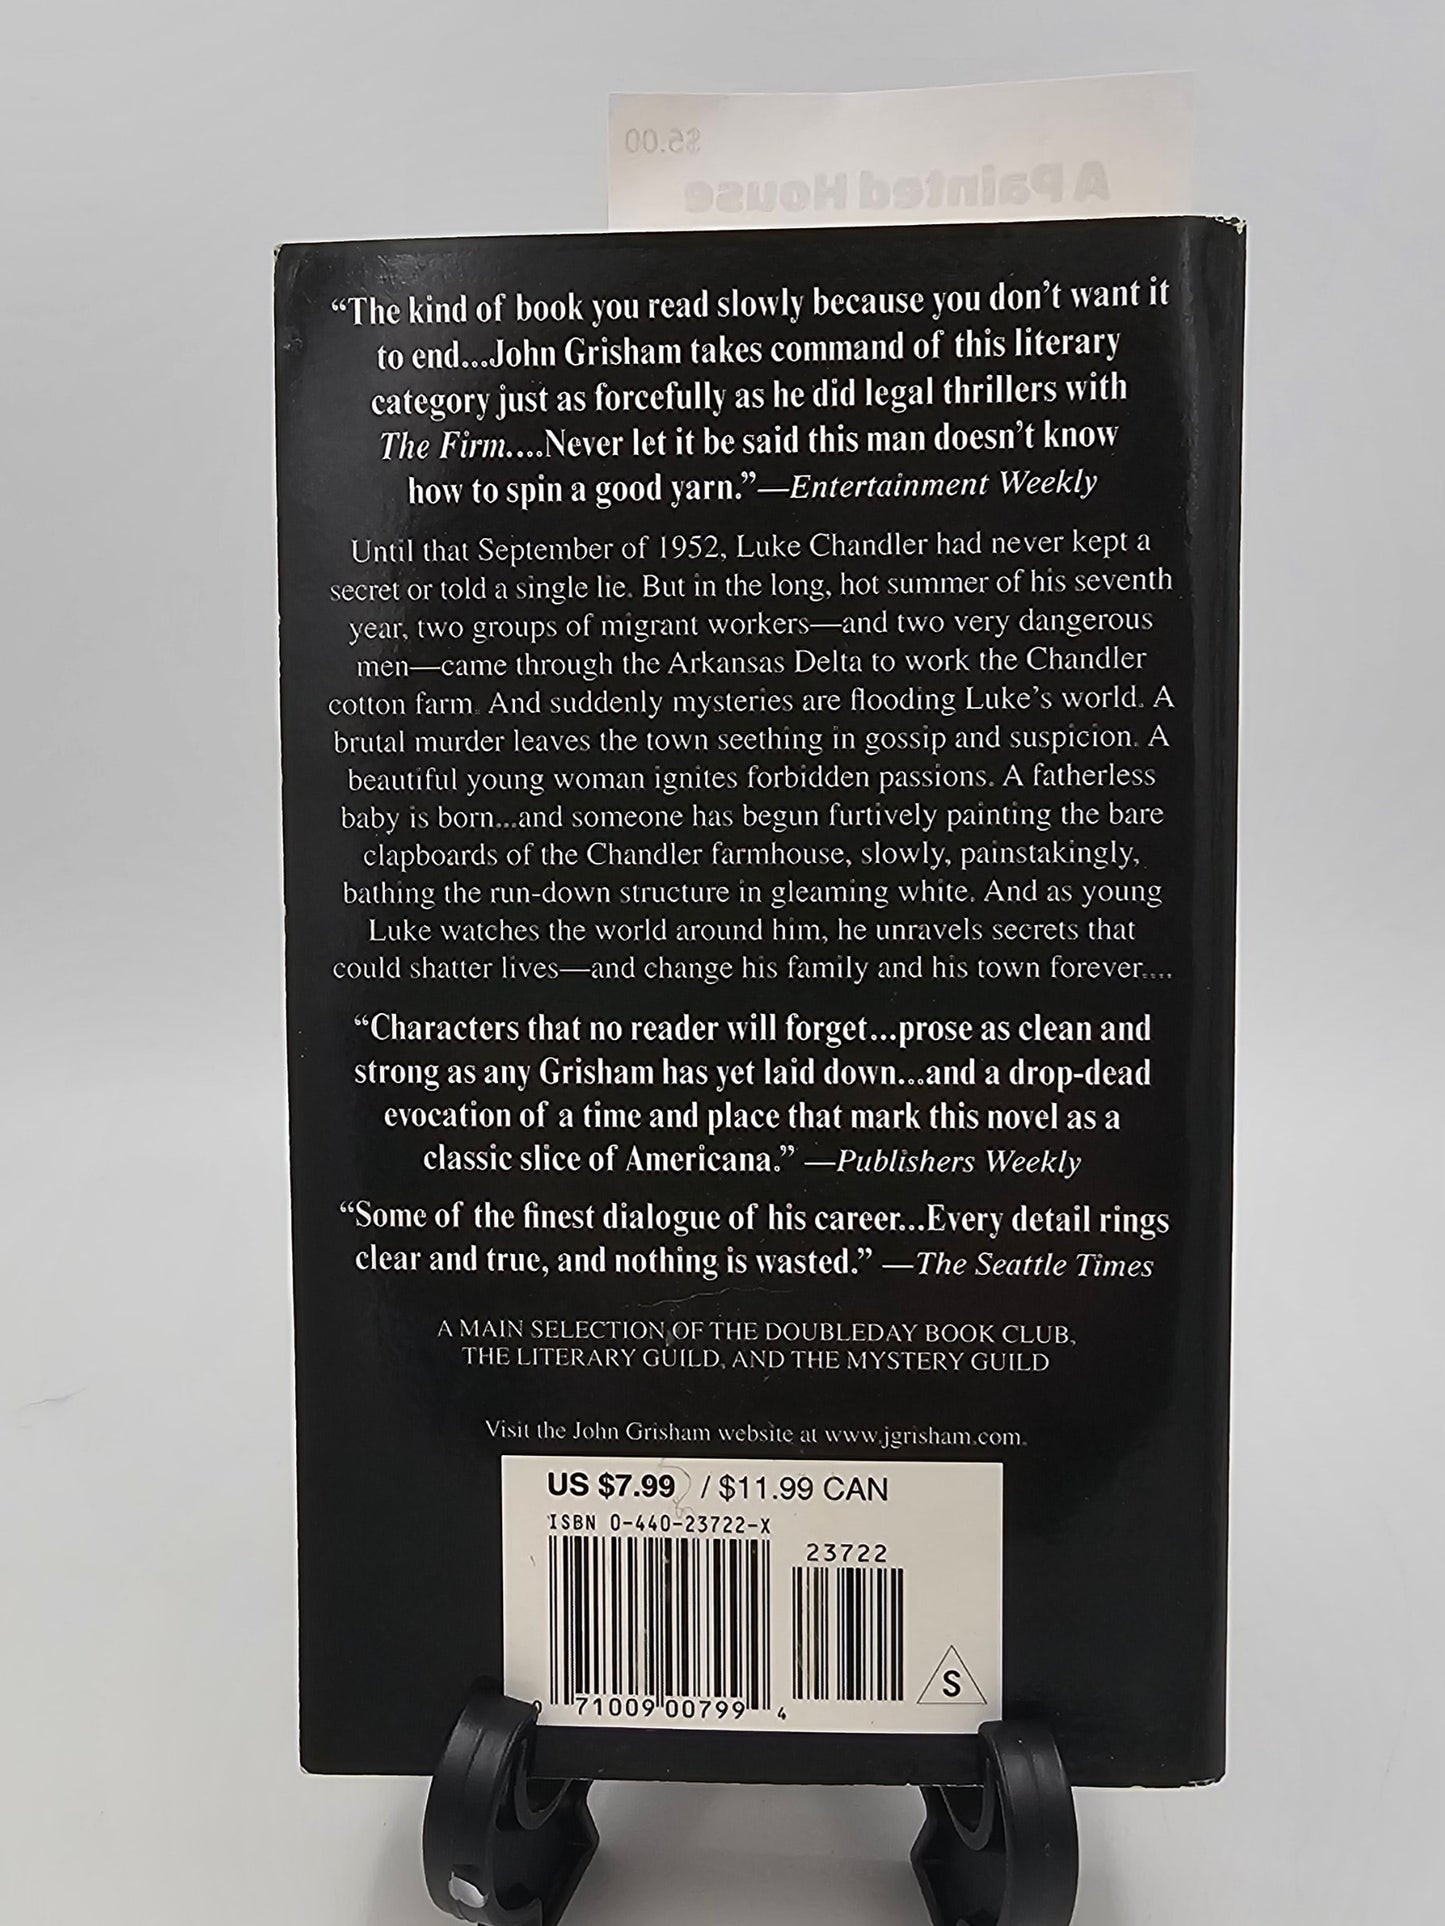 $5.00
A Painted House
“The kind of book you read slowly because you don’t want it
to end...John Grisham takes command of this literary
category just as forcefully as he did legal thrillers with
The Firm....Never let it be said this man doesn’t know
how to spin a good yarn.”—Entertainment Weekly
Until that September of 1952, Luke Chandler had never kept a
secret or told a single lie. But in the long, hot summer of his seventh
year, two groups of migrant workers—and two very dangerous
men—came through the Arkansas Delta to work the Chandler
cotton farm. And suddenly mysteries are flooding Luke’s world. A
brutal murder leaves the town seething in gossip and suspicion. A
beautiful young woman ignites forbidden passions. A fatherless
baby is born...and someone has begun furtively painting the bare
clapboards of the Chandler farmhouse, slowly, painstakingly,
bathing the run-down structure in gleaming white. And as young
Luke watches the world around him, he unravels secrets that
could shatter lives—and change his family and his town forever....
“Characters that no reader will forget...prose as clean and
strong as any Grisham has yet laid down...and a drop-dead
evocation of a time and place that mark this novel as a
classic slice of Americana.” —Publishers Weekly
“Some of the finest dialogue of his career...Every detail rings
clear and true, and nothing is wasted.” —The Seattle Times
A MAIN SELECTION OF THE DOUBLEDAY BOOK CLUB,
THE LITERARY GUILD, AND THE MYSTERY GUILD
Visit the John Grisham website at www.jgrisham.com.
US $7.99 / $11.99 CAN
ISBN 0-440-23722-X
23722
S
0 71009 00799 4